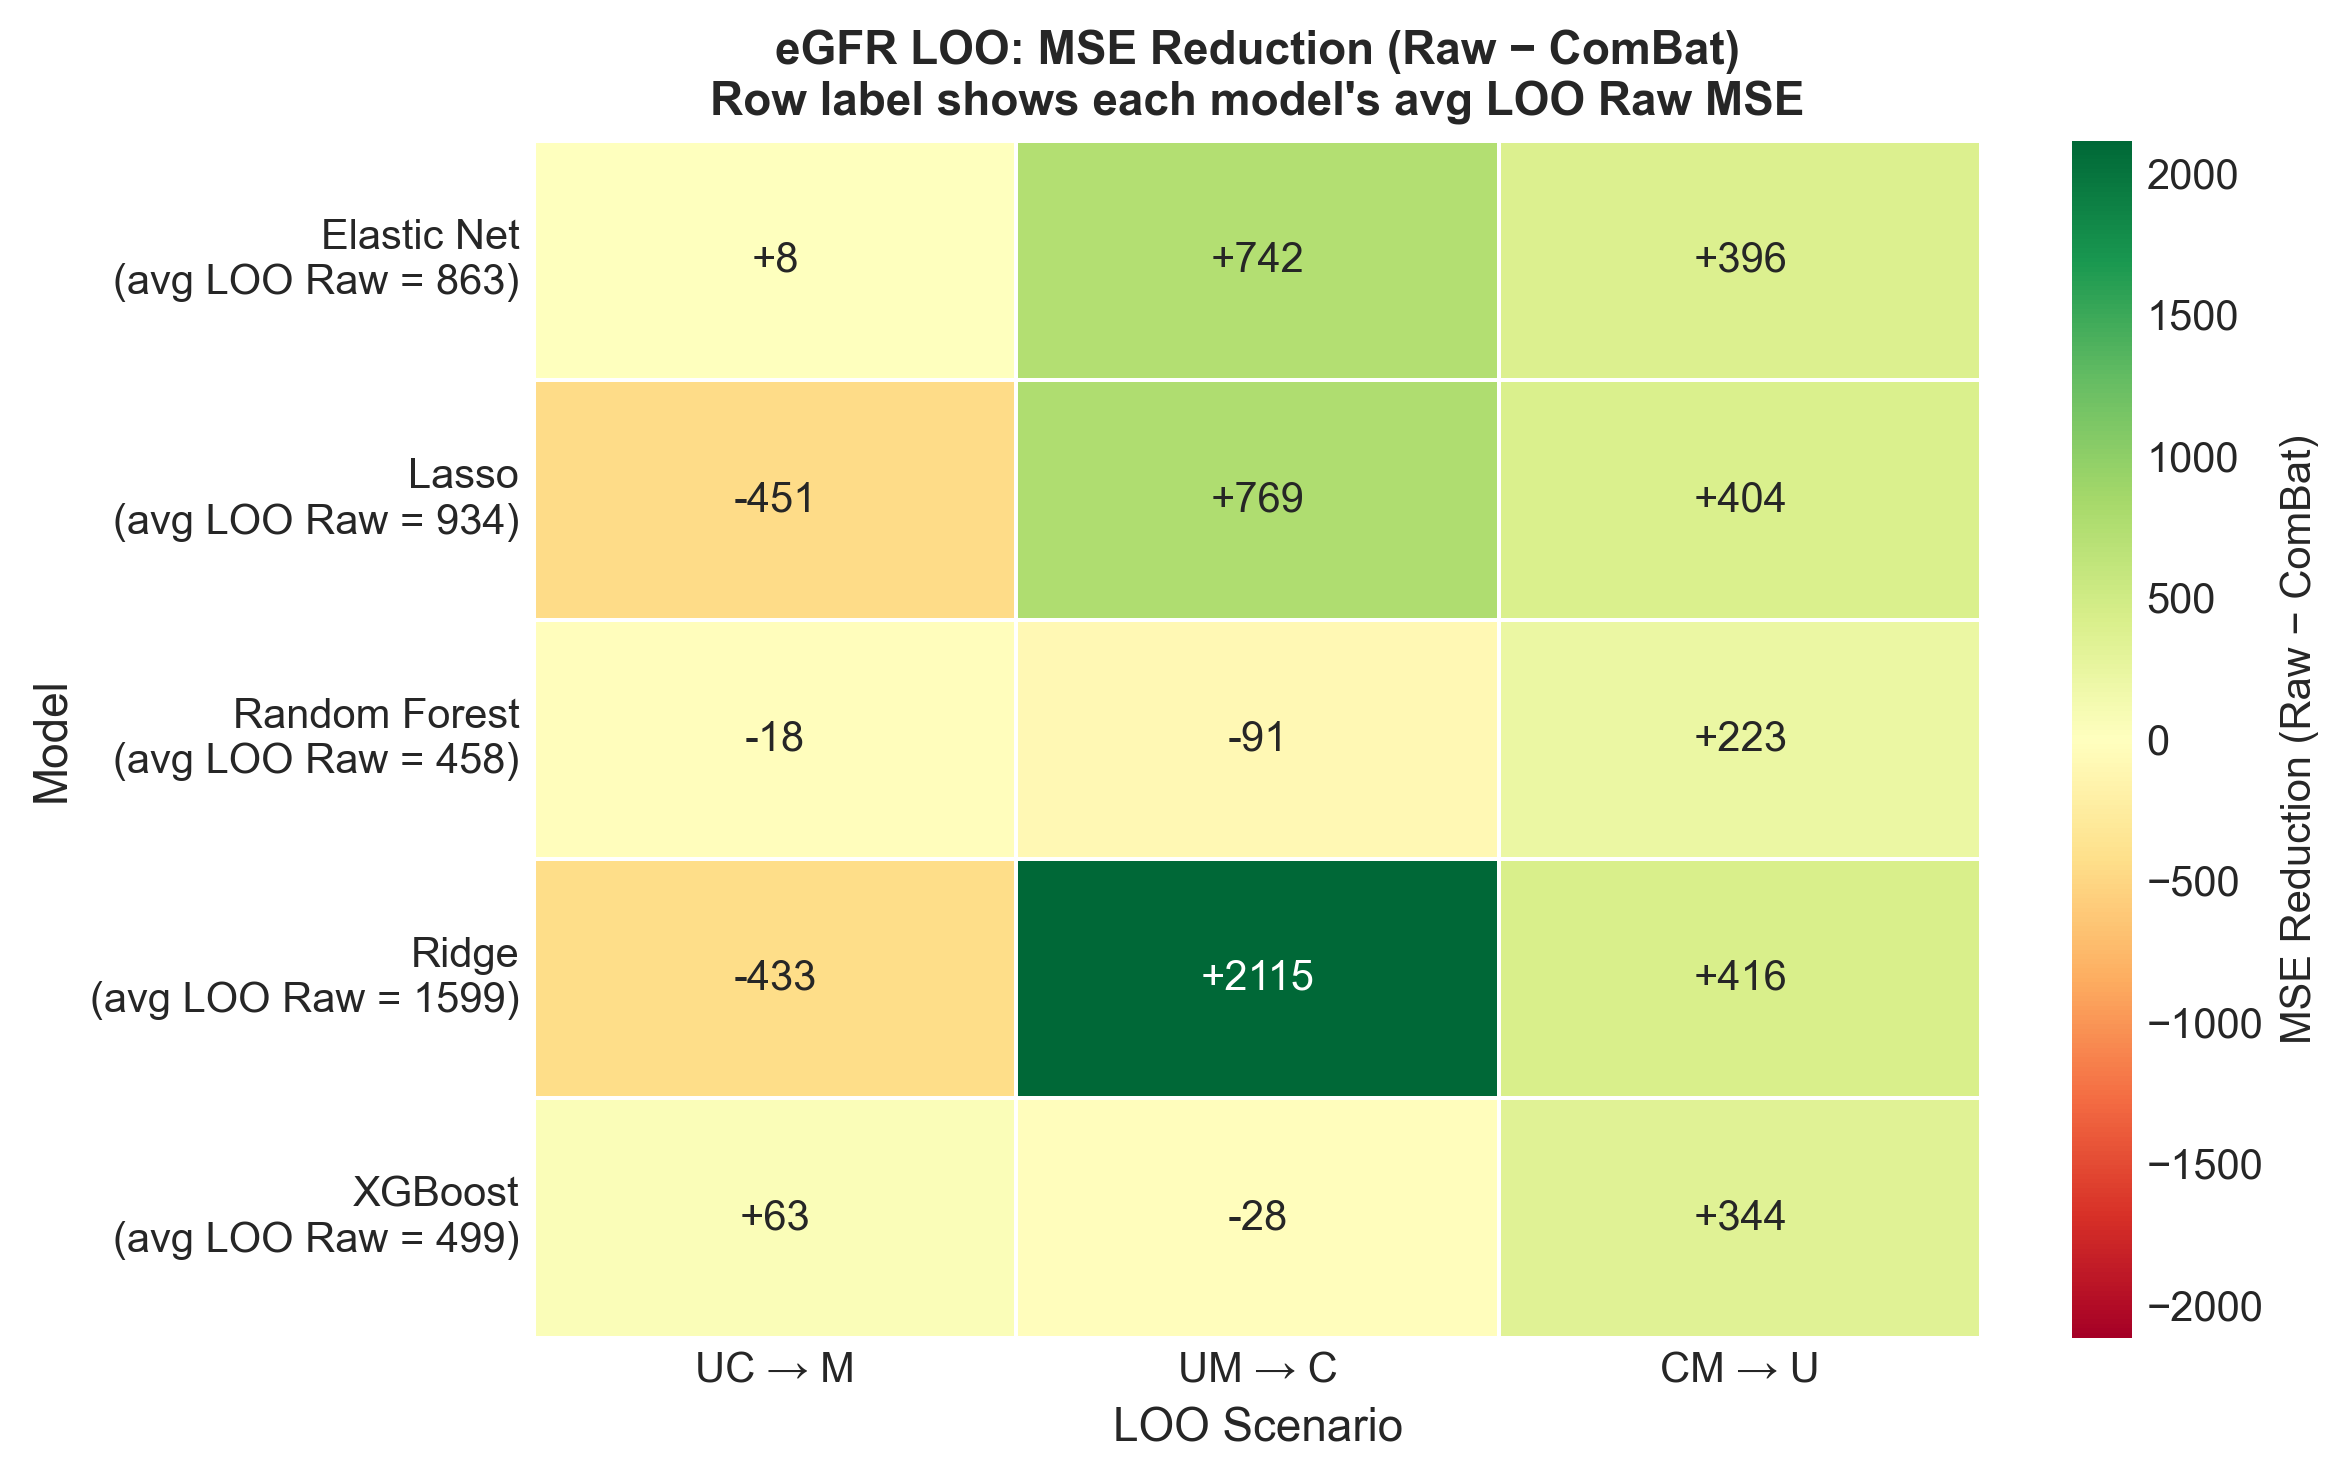 eGFR LOO: MSE Reduction (Raw − ComBat)
Row label shows each model's avg LOO Raw MSE
Model
Elastic Net
(avg LOO Raw = 863)
+8
+742
+396
Lasso
(avg LOO Raw = 934)
-451
+769
+404
Random Forest
(avg LOO Raw = 458)
-18
-91
+223
Ridge
(avg LOO Raw = 1599)
-433
+2115
+416
XGBoost
(avg LOO Raw = 499)
+63
-28
+344
UC → M
UM → C
CM → U
LOO Scenario
2000
1500
1000
500
0
−500
−1000
−1500
−2000
MSE Reduction (Raw − ComBat)